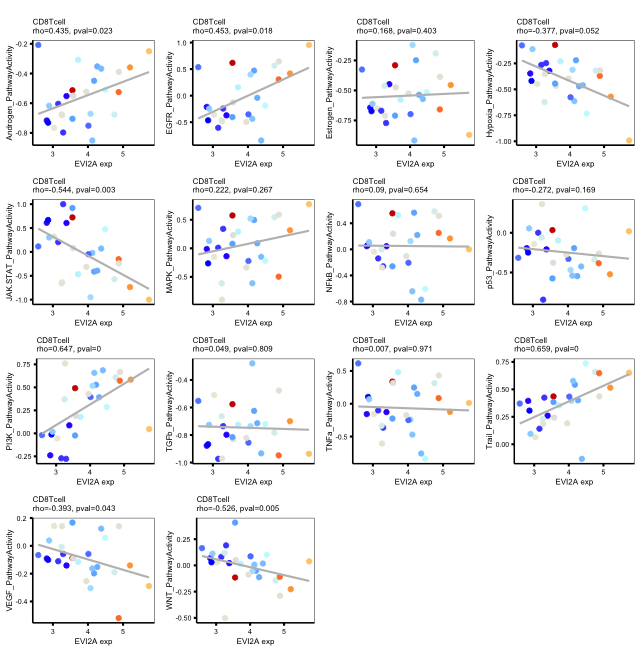 CD8Tcell
rho=0.435, pval=0.023
Androgen_PathwayActivity
-0.2
-0.4
-0.6
-0.8
3
4
5
EVI2A exp
CD8Tcell
rho=0.453, pval=0.018
EGFR_PathwayActivity
1.0
0.5
0.0
-0.5
3
4
5
EVI2A exp
CD8Tcell
rho=0.168, pval=0.403
Estrogen_PathwayActivity
-0.25
-0.50
-0.75
3
4
5
EVI2A exp
CD8Tcell
rho=-0.377, pval=0.052
Hypoxia_PathwayActivity
-0.25
-0.50
-0.75
-1.00
3
4
5
EVI2A exp
CD8Tcell
rho=-0.544, pval=0.003
JAK.STAT_PathwayActivity
1.0
0.5
0.0
-0.5
-1.0
3
4
5
EVI2A exp
CD8Tcell
rho=0.222, pval=0.267
MAPK_PathwayActivity
0.5
0.0
-0.5
3
4
5
EVI2A exp
CD8Tcell
rho=0.09, pval=0.654
NFkB_PathwayActivity
0.4
0.0
-0.4
-0.8
3
4
5
EVI2A exp
CD8Tcell
rho=-0.272, pval=0.169
p53_PathwayActivity
0.0
-0.4
-0.8
3
4
5
EVI2A exp
CD8Tcell
rho=0.647, pval=0
PI3K_PathwayActivity
0.75
0.50
0.25
0.00
-0.25
3
4
5
EVI2A exp
CD8Tcell
rho=0.049, pval=0.809
TGFb_PathwayActivity
-0.4
-0.6
-0.8
-1.0
3
4
5
EVI2A exp
CD8Tcell
rho=0.007, pval=0.971
TNFa_PathwayActivity
0.5
0.0
-0.5
3
4
5
EVI2A exp
CD8Tcell
rho=0.659, pval=0
Trail_PathwayActivity
0.75
0.50
0.25
0.00
3
4
5
EVI2A exp
CD8Tcell
rho=-0.393, pval=0.043
VEGF_PathwayActivity
0.2
0.0
-0.2
-0.4
3
4
5
EVI2A exp
CD8Tcell
rho=-0.526, pval=0.005
WNT_PathwayActivity
0.25
0.00
-0.25
-0.50
3
4
5
EVI2A exp